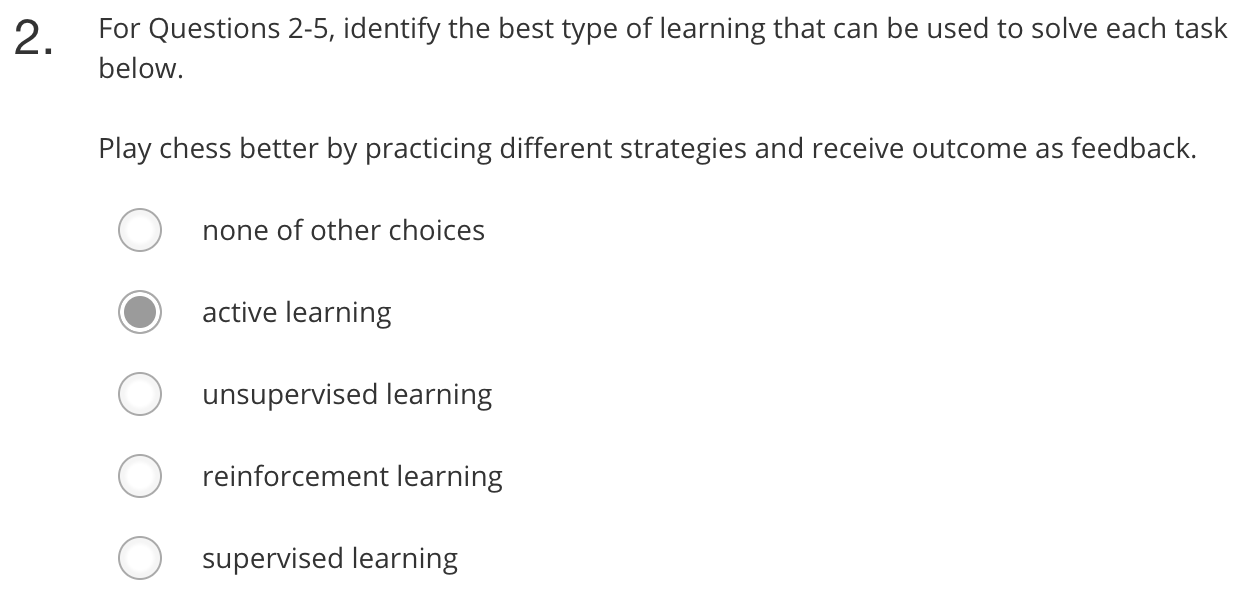 2.
For Questions 2-5, identify the best type of learning that can be used to solve each task
below.
Play chess better by practicing different strategies and receive outcome as feedback.
none of other choices
active learning
unsupervised learning
reinforcement learning
supervised learning